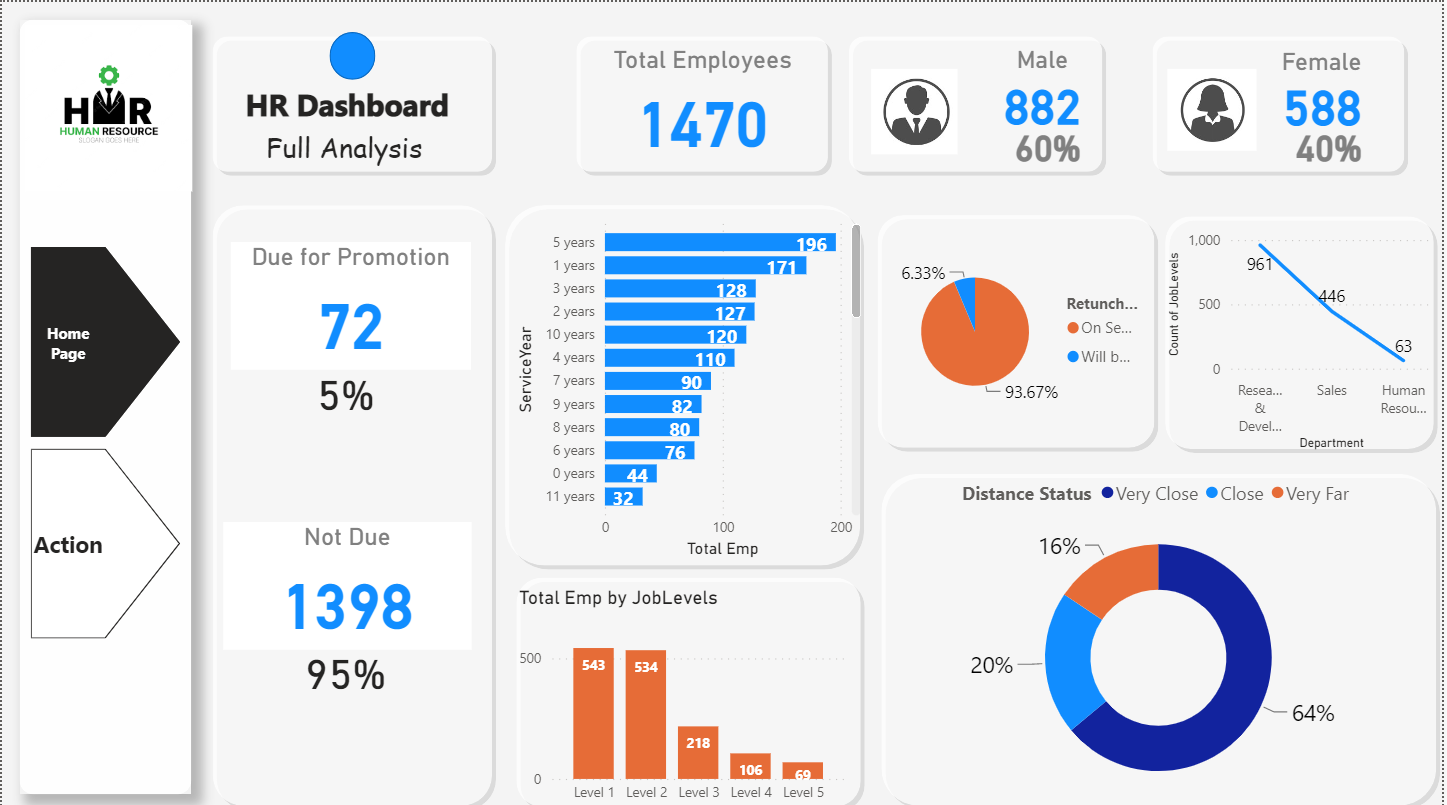 HR
HUMAN RESOURCE
SLOGAN GOES HERE
Home
Page
Action
HR Dashboard
Full Analysis
Total Employees
1470
Male
882
60%
Female
588
40%
Due for Promotion
72
5%
Not Due
1398
95%
ServiceYear
5 years 196
1 years 171
3 years 128
2 years 127
10 years 120
4 years 110
7 years 90
9 years 82
8 years 80
6 years 76
0 years 44
11 years 32
0 100 200
Total Emp
Total Emp by JobLevels
500
0
543
534
218
106
69
Level 1 Level 2 Level 3 Level 4 Level 5
6.33%
93.67%
Retunch...
On Se...
Will b...
Count of JobLevels
1,000
500
0
961
446
63
Resea...
&
Devel...
Sales
Human
Resou...
Department
Distance Status Very Close Close Very Far
16%
20%
64%